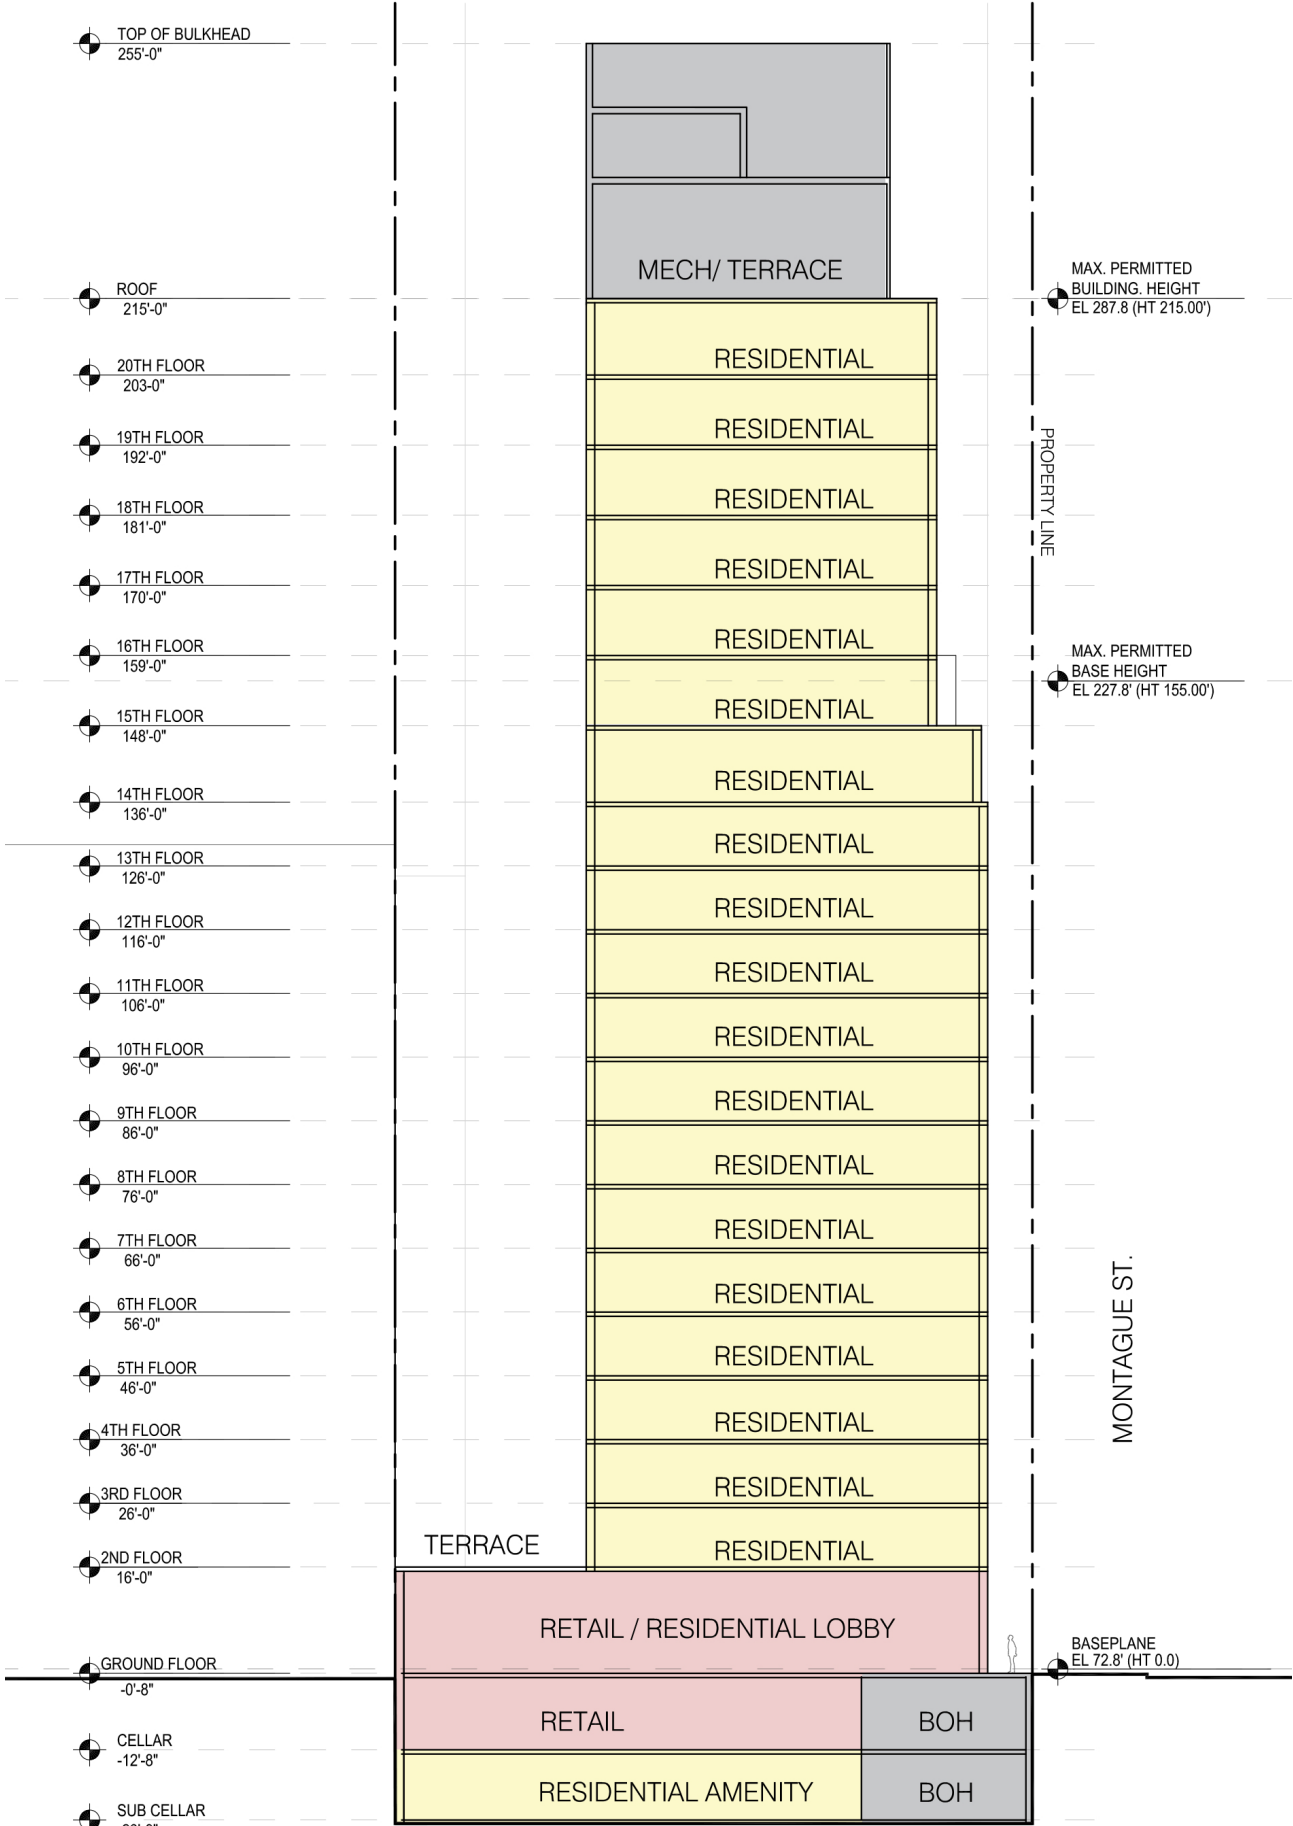 TOP OF BULKHEAD
255'-0"
MECH/ TERRACE
ROOF
215'-0"
MAX. PERMITTED
BUILDING. HEIGHT
EL 287.8 (HT 215.00')
RESIDENTIAL
20TH FLOOR
203-0"
RESIDENTIAL
19TH FLOOR
192'-0"
PROPERTY LINE
RESIDENTIAL
18TH FLOOR
181'-0"
RESIDENTIAL
17TH FLOOR
170'-0"
RESIDENTIAL
16TH FLOOR
159'-0"
MAX. PERMITTED
BASE HEIGHT
EL 227.8' (HT 155.00')
RESIDENTIAL
15TH FLOOR
148'-0"
RESIDENTIAL
14TH FLOOR
136'-0"
RESIDENTIAL
13TH FLOOR
126'-0"
RESIDENTIAL
12TH FLOOR
116'-0"
RESIDENTIAL
11TH FLOOR
106'-0"
RESIDENTIAL
10TH FLOOR
96'-0"
RESIDENTIAL
9TH FLOOR
86'-0"
RESIDENTIAL
8TH FLOOR
76'-0"
RESIDENTIAL
7TH FLOOR
66'-0"
MONTAGUE ST.
RESIDENTIAL
6TH FLOOR
56'-0"
RESIDENTIAL
5TH FLOOR
46'-0"
RESIDENTIAL
4TH FLOOR
36'-0"
RESIDENTIAL
3RD FLOOR
26'-0"
TERRACE
RESIDENTIAL
2ND FLOOR
16'-0"
RETAIL / RESIDENTIAL LOBBY
BASEPLANE
EL 72.8' (HT 0.0)
GROUND FLOOR
-0'-8"
RETAIL
BOH
CELLAR
-12'-8"
RESIDENTIAL AMENITY
BOH
SUB CELLAR